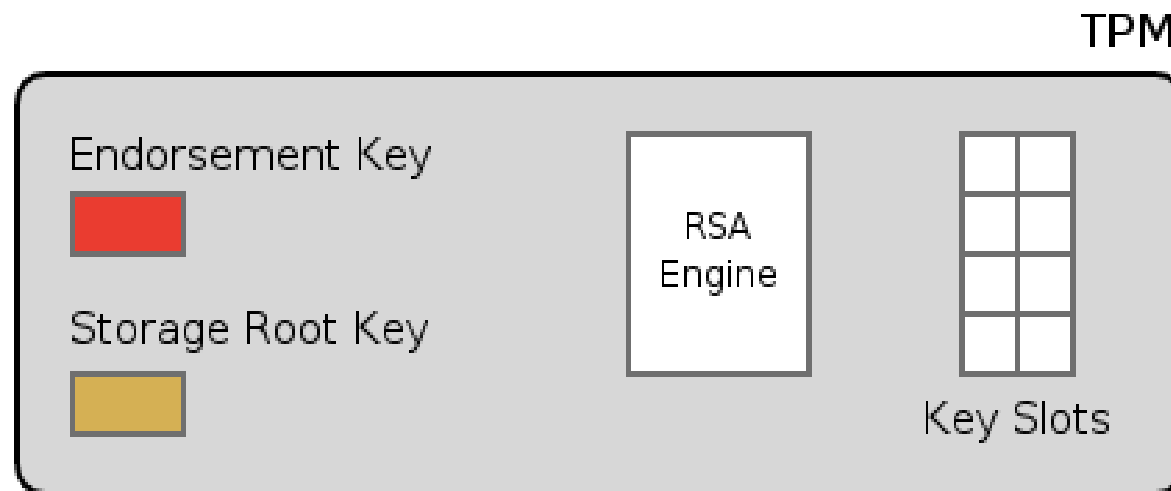 TPM
Endorsement Key
RSA
Engine
Storage Root Key
Key Slots